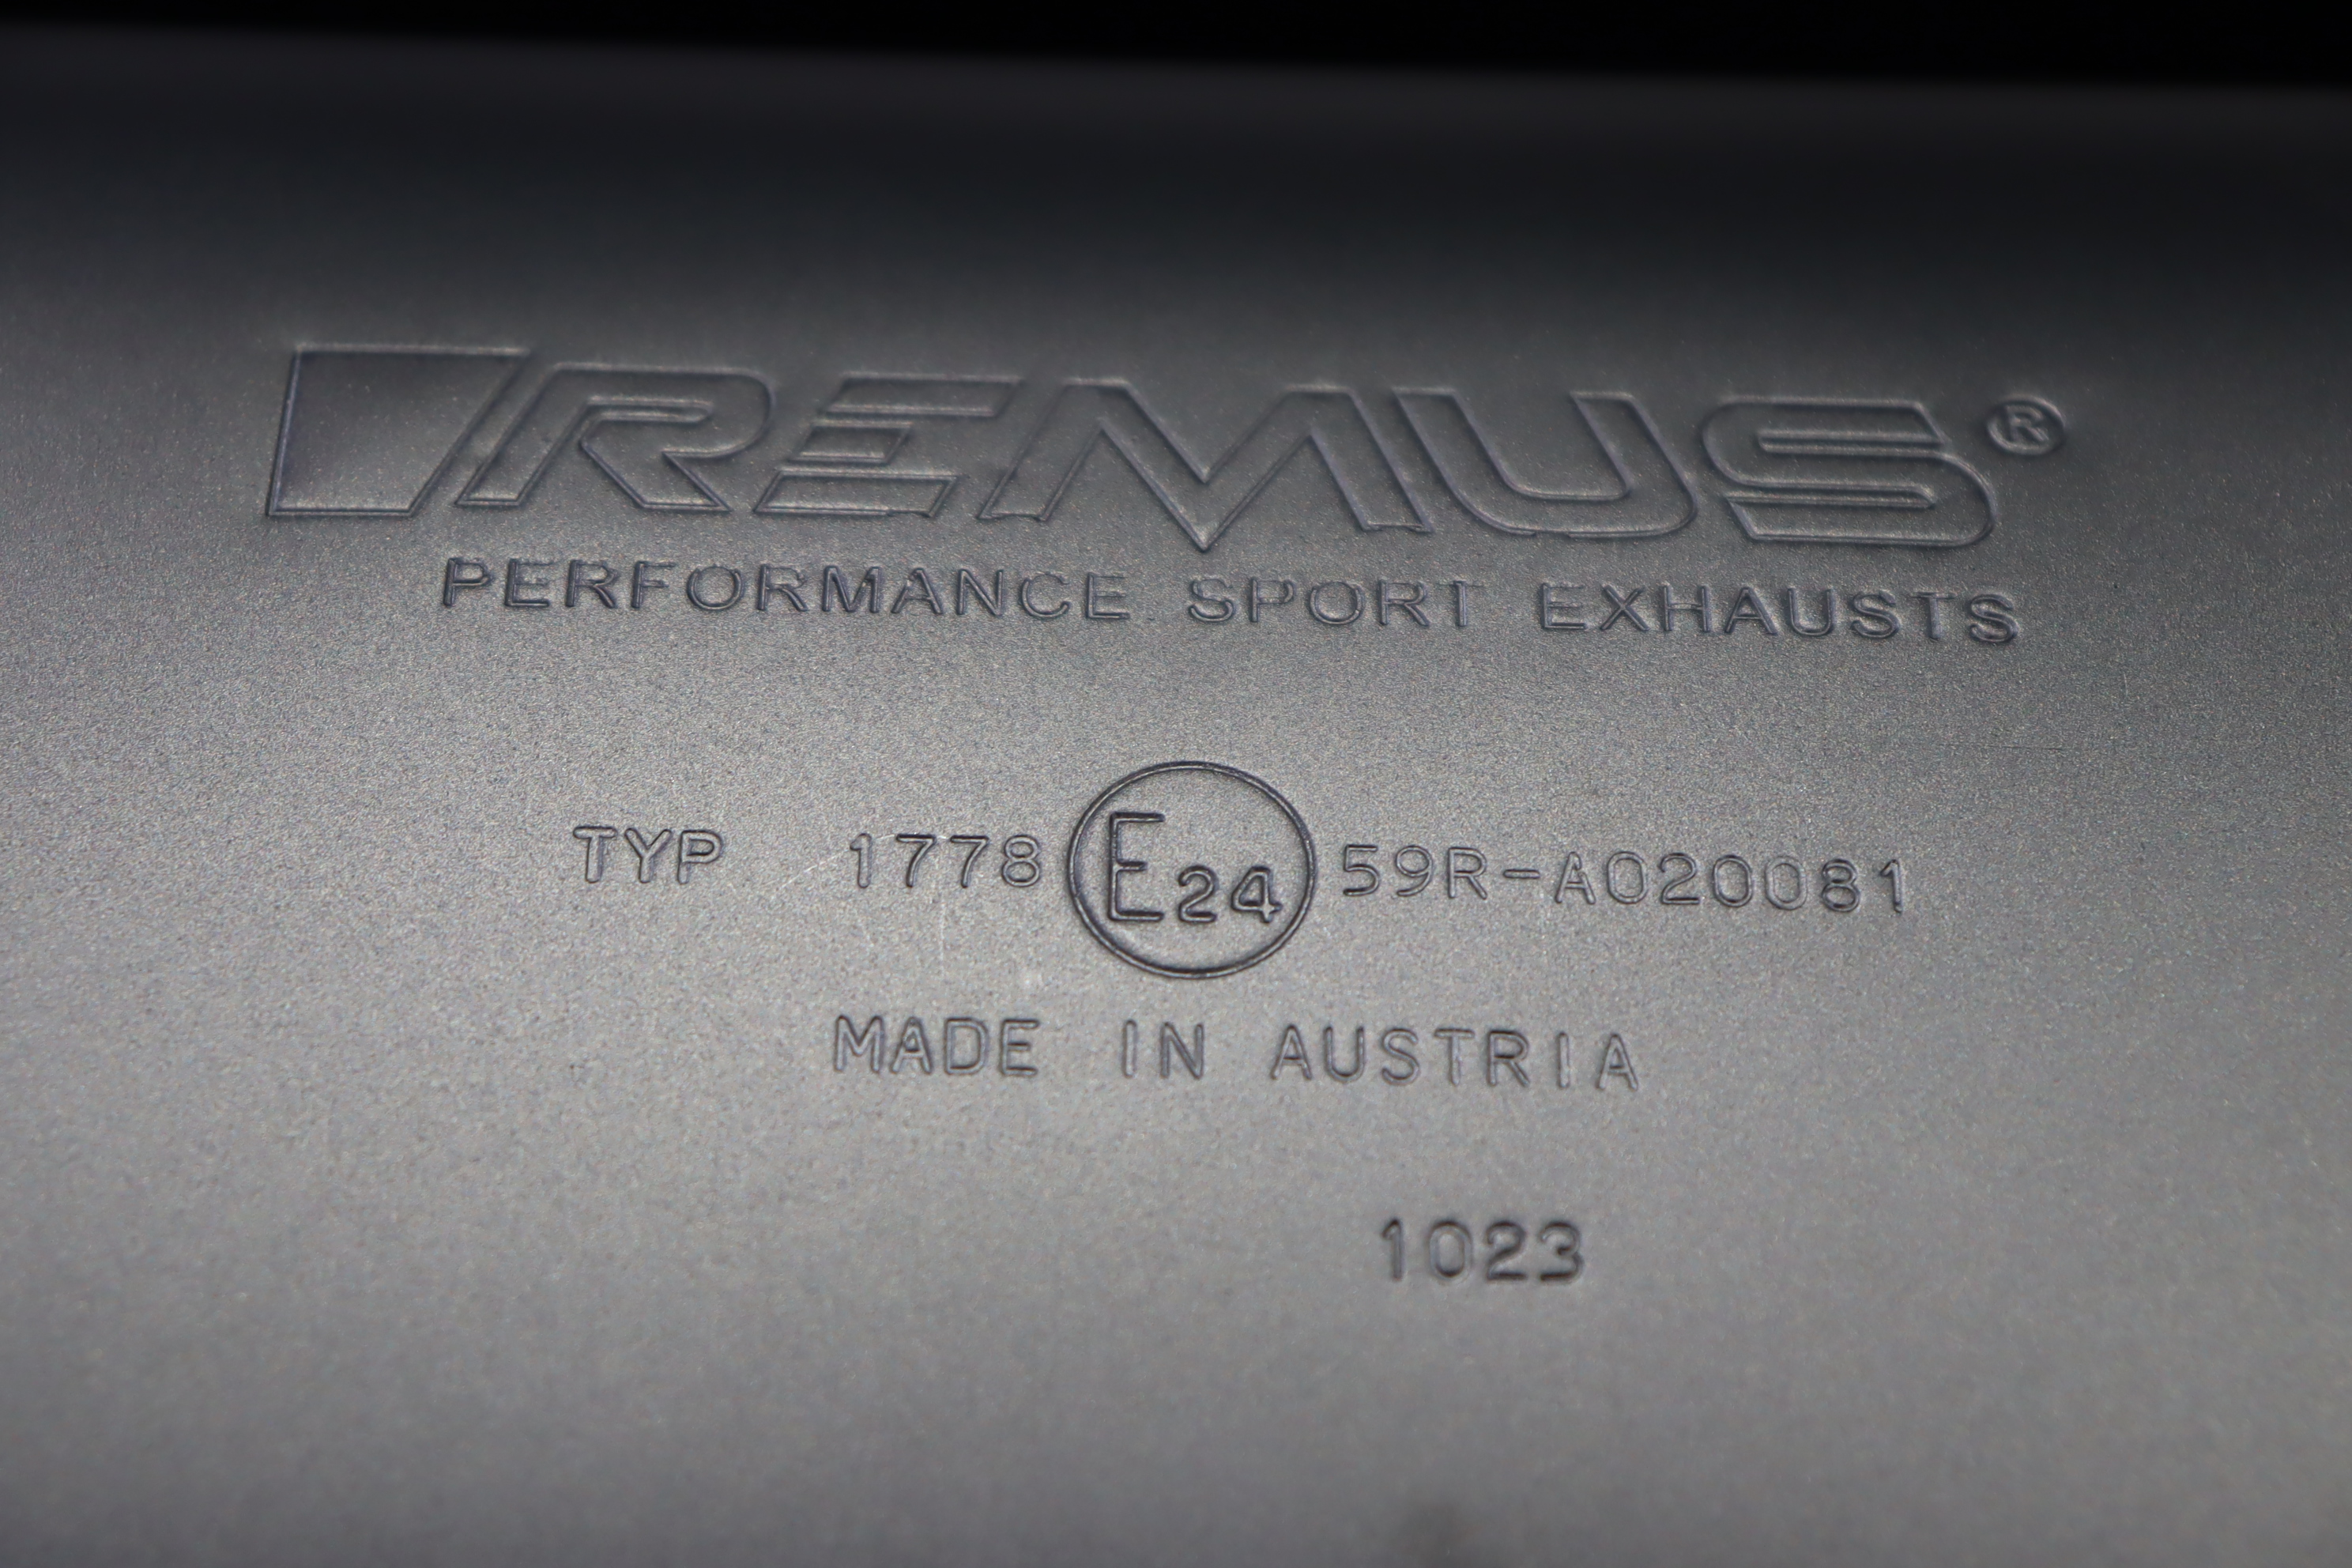 REMUS®
PERFORMANCE SPORT EXHAUSTS
TYP 1778 E24 59R-A020081
MADE IN AUSTRIA
1023